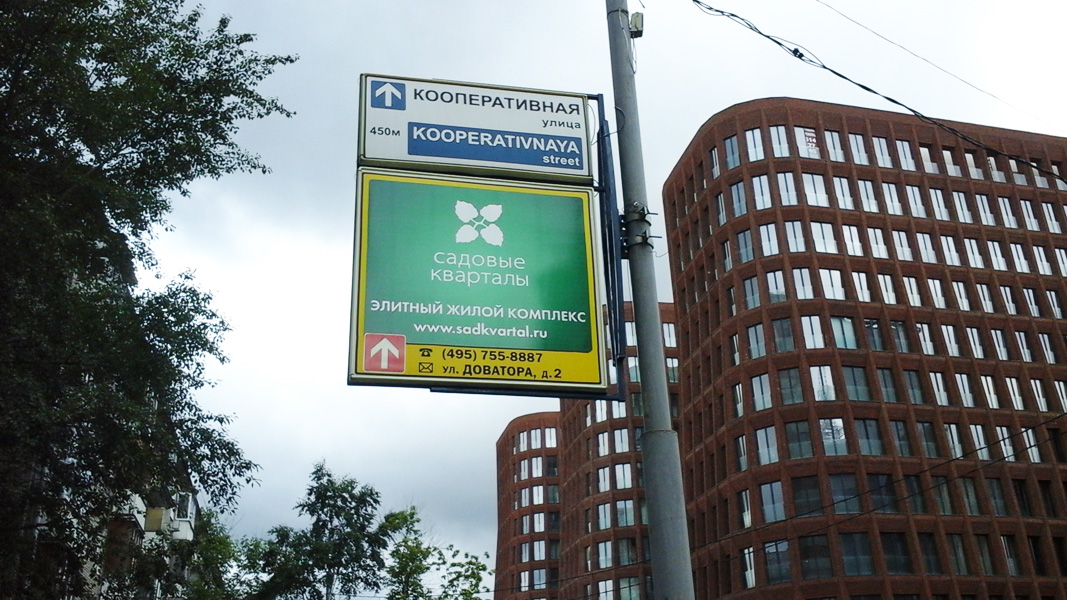 КООПЕРАТИВНАЯ
улица
450м
KOOPERATIVNAYA
street
садовые
кварталы
ЭЛИТНЫЙ ЖИЛОЙ КОМПЛЕКС
www.sadkvartal.ru
(495) 755-8887
ул. ДОВАТОРА, д.2